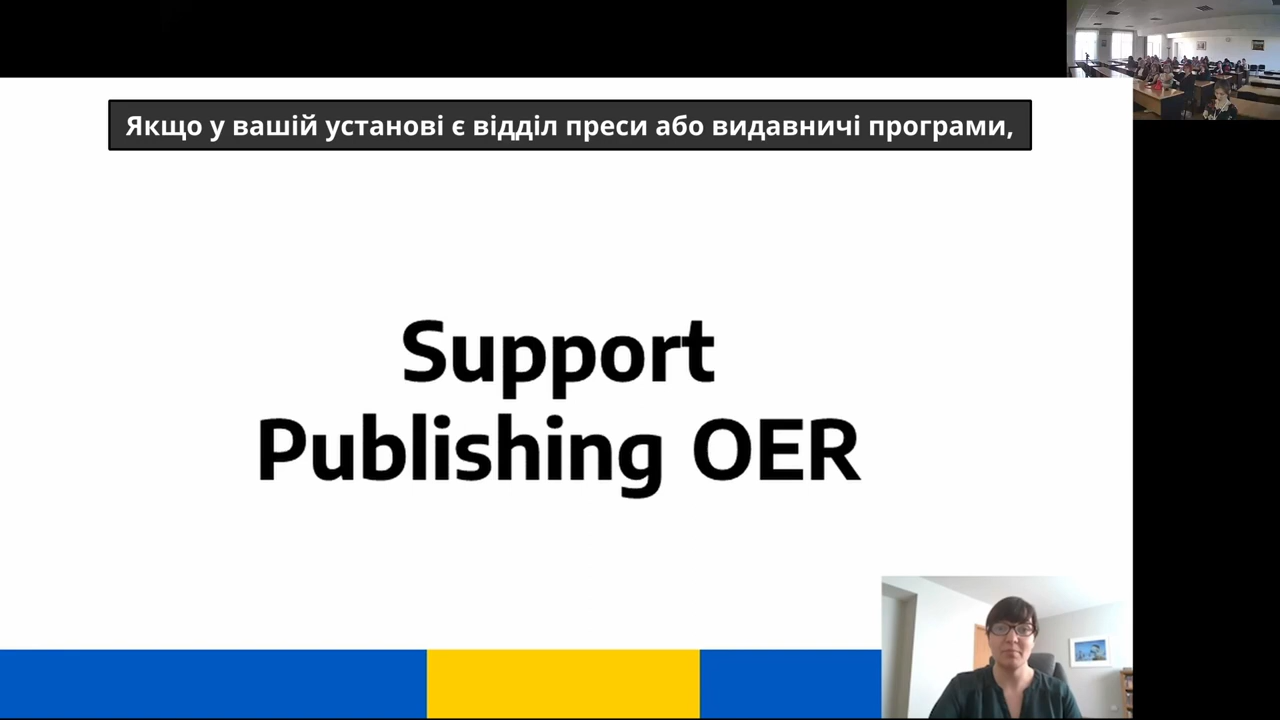 Якщо у вашій установі є відділ преси або видавничі програми,
Support
Publishing OER